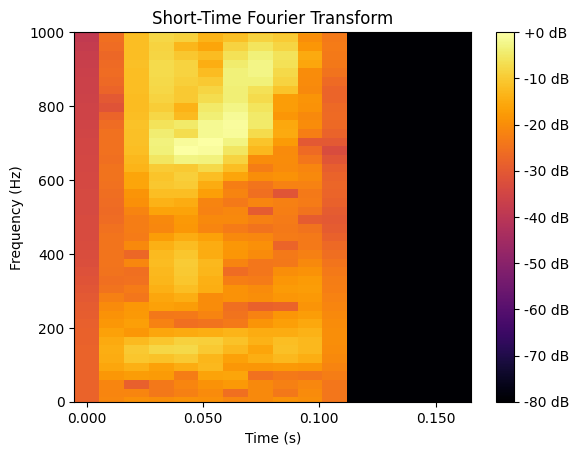 Short-Time Fourier Transform
1000
800
600
400
200
0
Frequency (Hz)
0.000
0.050
0.100
0.150
Time (s)
+0 dB
-10 dB
-20 dB
-30 dB
-40 dB
-50 dB
-60 dB
-70 dB
-80 dB